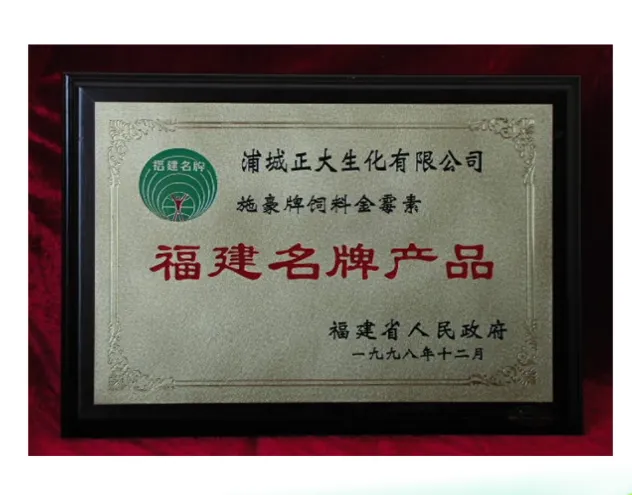 福建名牌
浦城正大生化有限公司
施豪牌饲料金霉素
福建名牌产品
福建省人民政府
一九九八年十二月